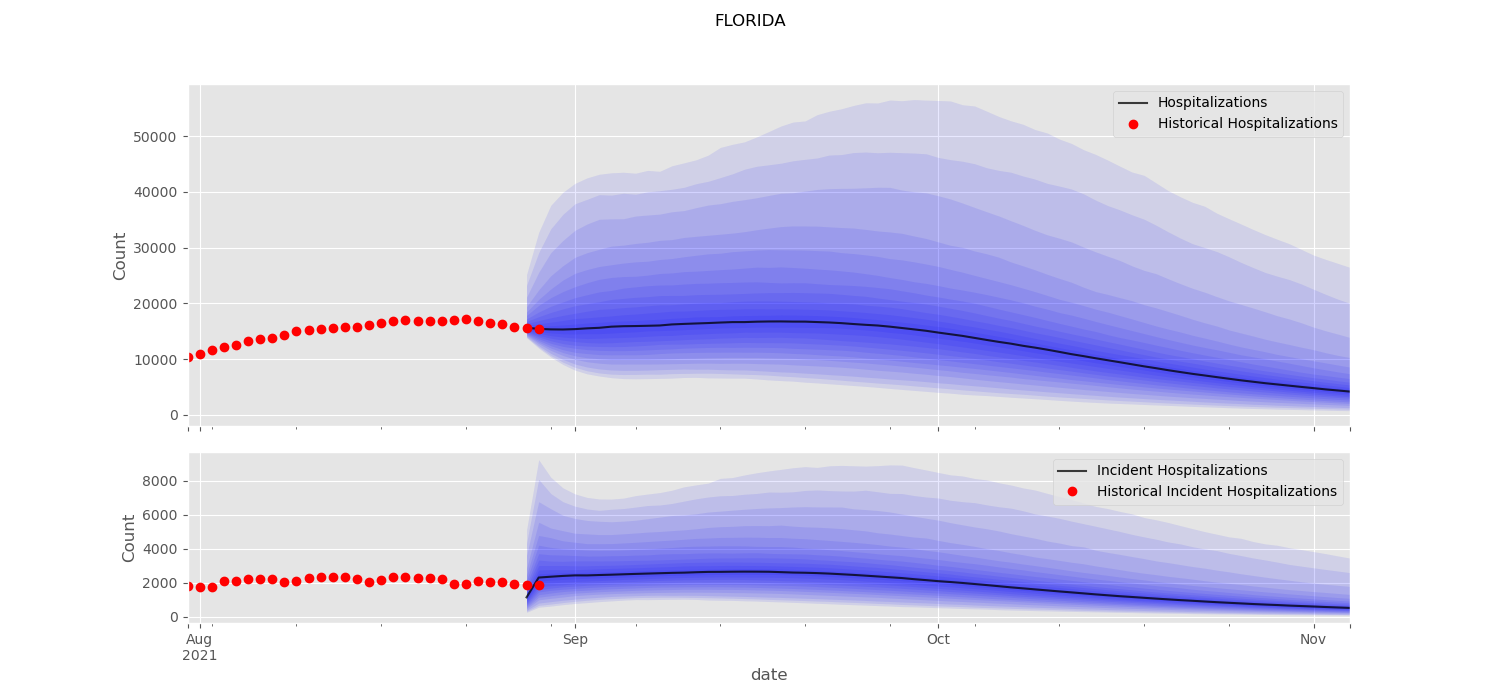 FLORIDA
Hospitalizations
Historical Hospitalizations
Count
50000
40000
30000
20000
10000
0
Incident Hospitalizations
Historical Incident Hospitalizations
Count
8000
6000
4000
2000
0
Aug Sep Oct Nov
2021
date